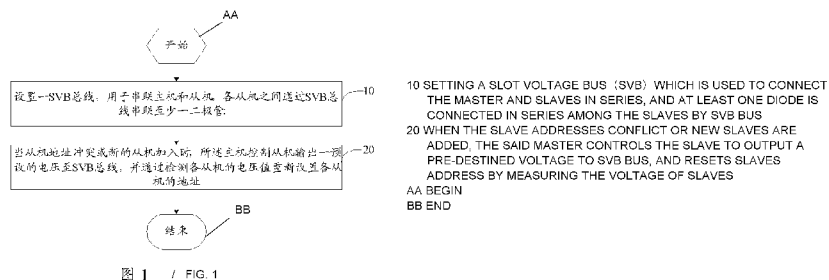 AA
开始
设置一SVB总线,用于串联主机和从机,各从机之间通过SVB总
线串联至少一二极管;
10
当从机地址冲突或新的从机加入时,所述主机控制从机输出一预
设的电压至SVB总线,并通过检测各从机的电压值重新设置各从
机的地址
20
BB
结束
图 1 / FIG. 1
10 SETTING A SLOT VOLTAGE BUS (SVB) WHICH IS USED TO CONNECT
THE MASTER AND SLAVES IN SERIES, AND AT LEAST ONE DIODE IS
CONNECTED IN SERIES AMONG THE SLAVES BY SVB BUS
20 WHEN THE SLAVE ADDRESSES CONFLICT OR NEW SLAVES ARE
ADDED, THE SAID MASTER CONTROLS THE SLAVE TO OUTPUT A
PRE-DESTINED VOLTAGE TO SVB BUS, AND RESETS SLAVES
ADDRESS BY MEASURING THE VOLTAGE OF SLAVES
AA BEGIN
BB END